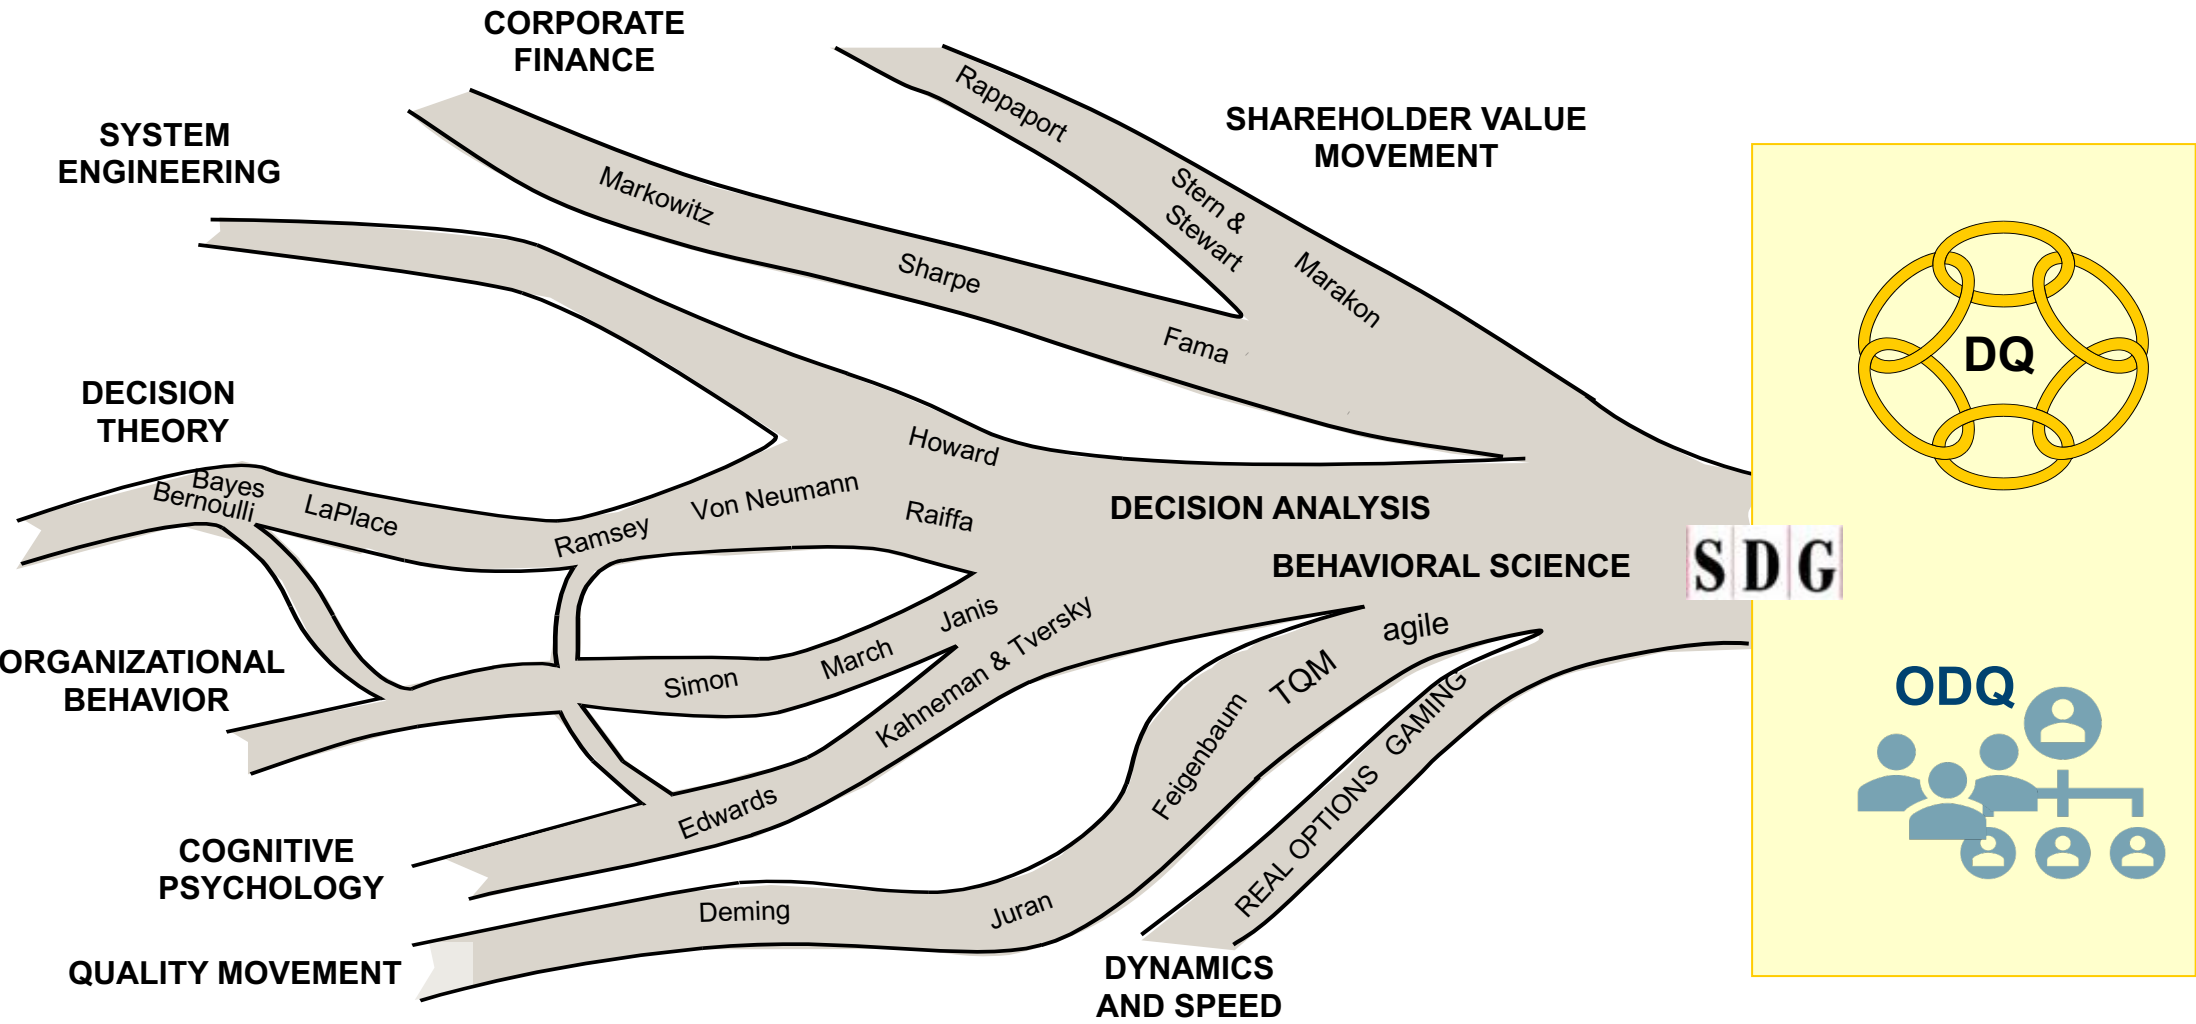 CORPORATE
FINANCE
SYSTEM
ENGINEERING
SHAREHOLDER VALUE
MOVEMENT
Rappaport
Stern &
Stewart
Marakon
Markowitz
Sharpe
Fama
DECISION
THEORY
Bayes
Bernoulli
LaPlace
Ramsey
Von Neumann
Howard
Raiffa
DECISION ANALYSIS
BEHAVIORAL SCIENCE
SDG
DQ
ODQ
ORGANIZATIONAL
BEHAVIOR
Simon
March
Janis
Kahneman & Tversky
Edwards
COGNITIVE
PSYCHOLOGY
QUALITY MOVEMENT
Deming
Juran
Feigenbaum
TQM
agile
REAL OPTIONS GAMING
DYNAMICS
AND SPEED